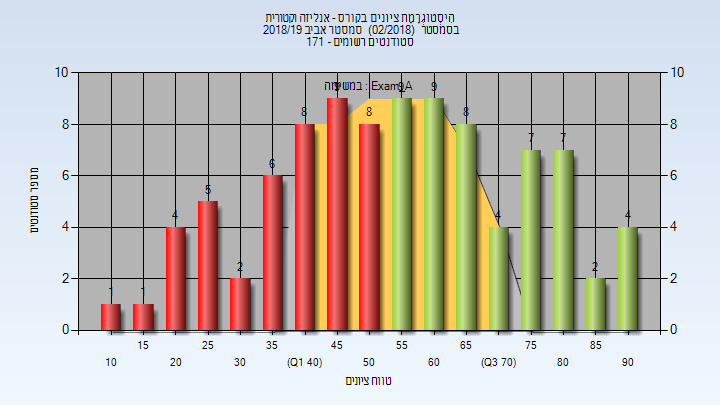 היסטוגרמת ציונים בקורס - אנליזה וקטורית
בסמסטר (02/2018) סמסטר אביב 2018/19
סטודנטים רשומים - 171
במשימה : Exam_A
10 10
8 8
6 6
4 4
2 2
0 0
1 1 4 5 2 6 8 9 8 9 9 8 4 7 7 2 4
מספר סטודנטים
15 25 35 45 55 65 75 85
10 20 30 (Q1 40) 50 60 (Q3 70) 80 90
טווח ציונים